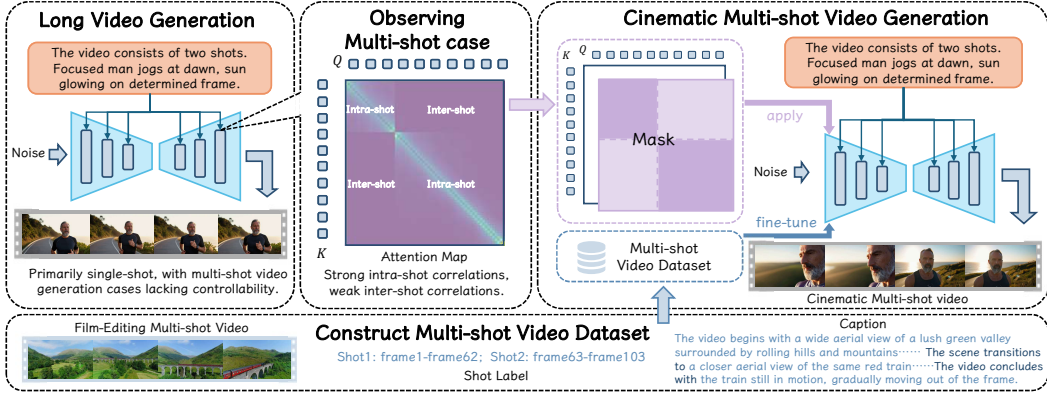 Long Video Generation
The video consists of two shots.
Focused man jogs at dawn, sun
glowing on determined frame.
Noise
Primarily single-shot, with multi-shot video
generation cases lacking controllability.
Observing
Multi-shot case
Q
Intra-shot
Inter-shot
Inter-shot
Intra-shot
K
Attention Map
Strong intra-shot correlations,
weak inter-shot correlations.
Cinematic Multi-shot Video Generation
K
Q
Mask
apply
The video consists of two shots.
Focused man jogs at dawn, sun
glowing on determined frame.
Noise
fine-tune
Multi-shot
Video Dataset
Cinematic Multi-shot video
Film-Editing Multi-shot Video
Construct Multi-shot Video Dataset
Shot1: frame1-frame62; Shot2: frame63-frame103
Shot Label
Caption
The video begins with a wide aerial view of a lush green valley
surrounded by rolling hills and mountains…… The scene transitions
to a closer aerial view of the same red train……The video concludes
with the train still in motion, gradually moving out of the frame.